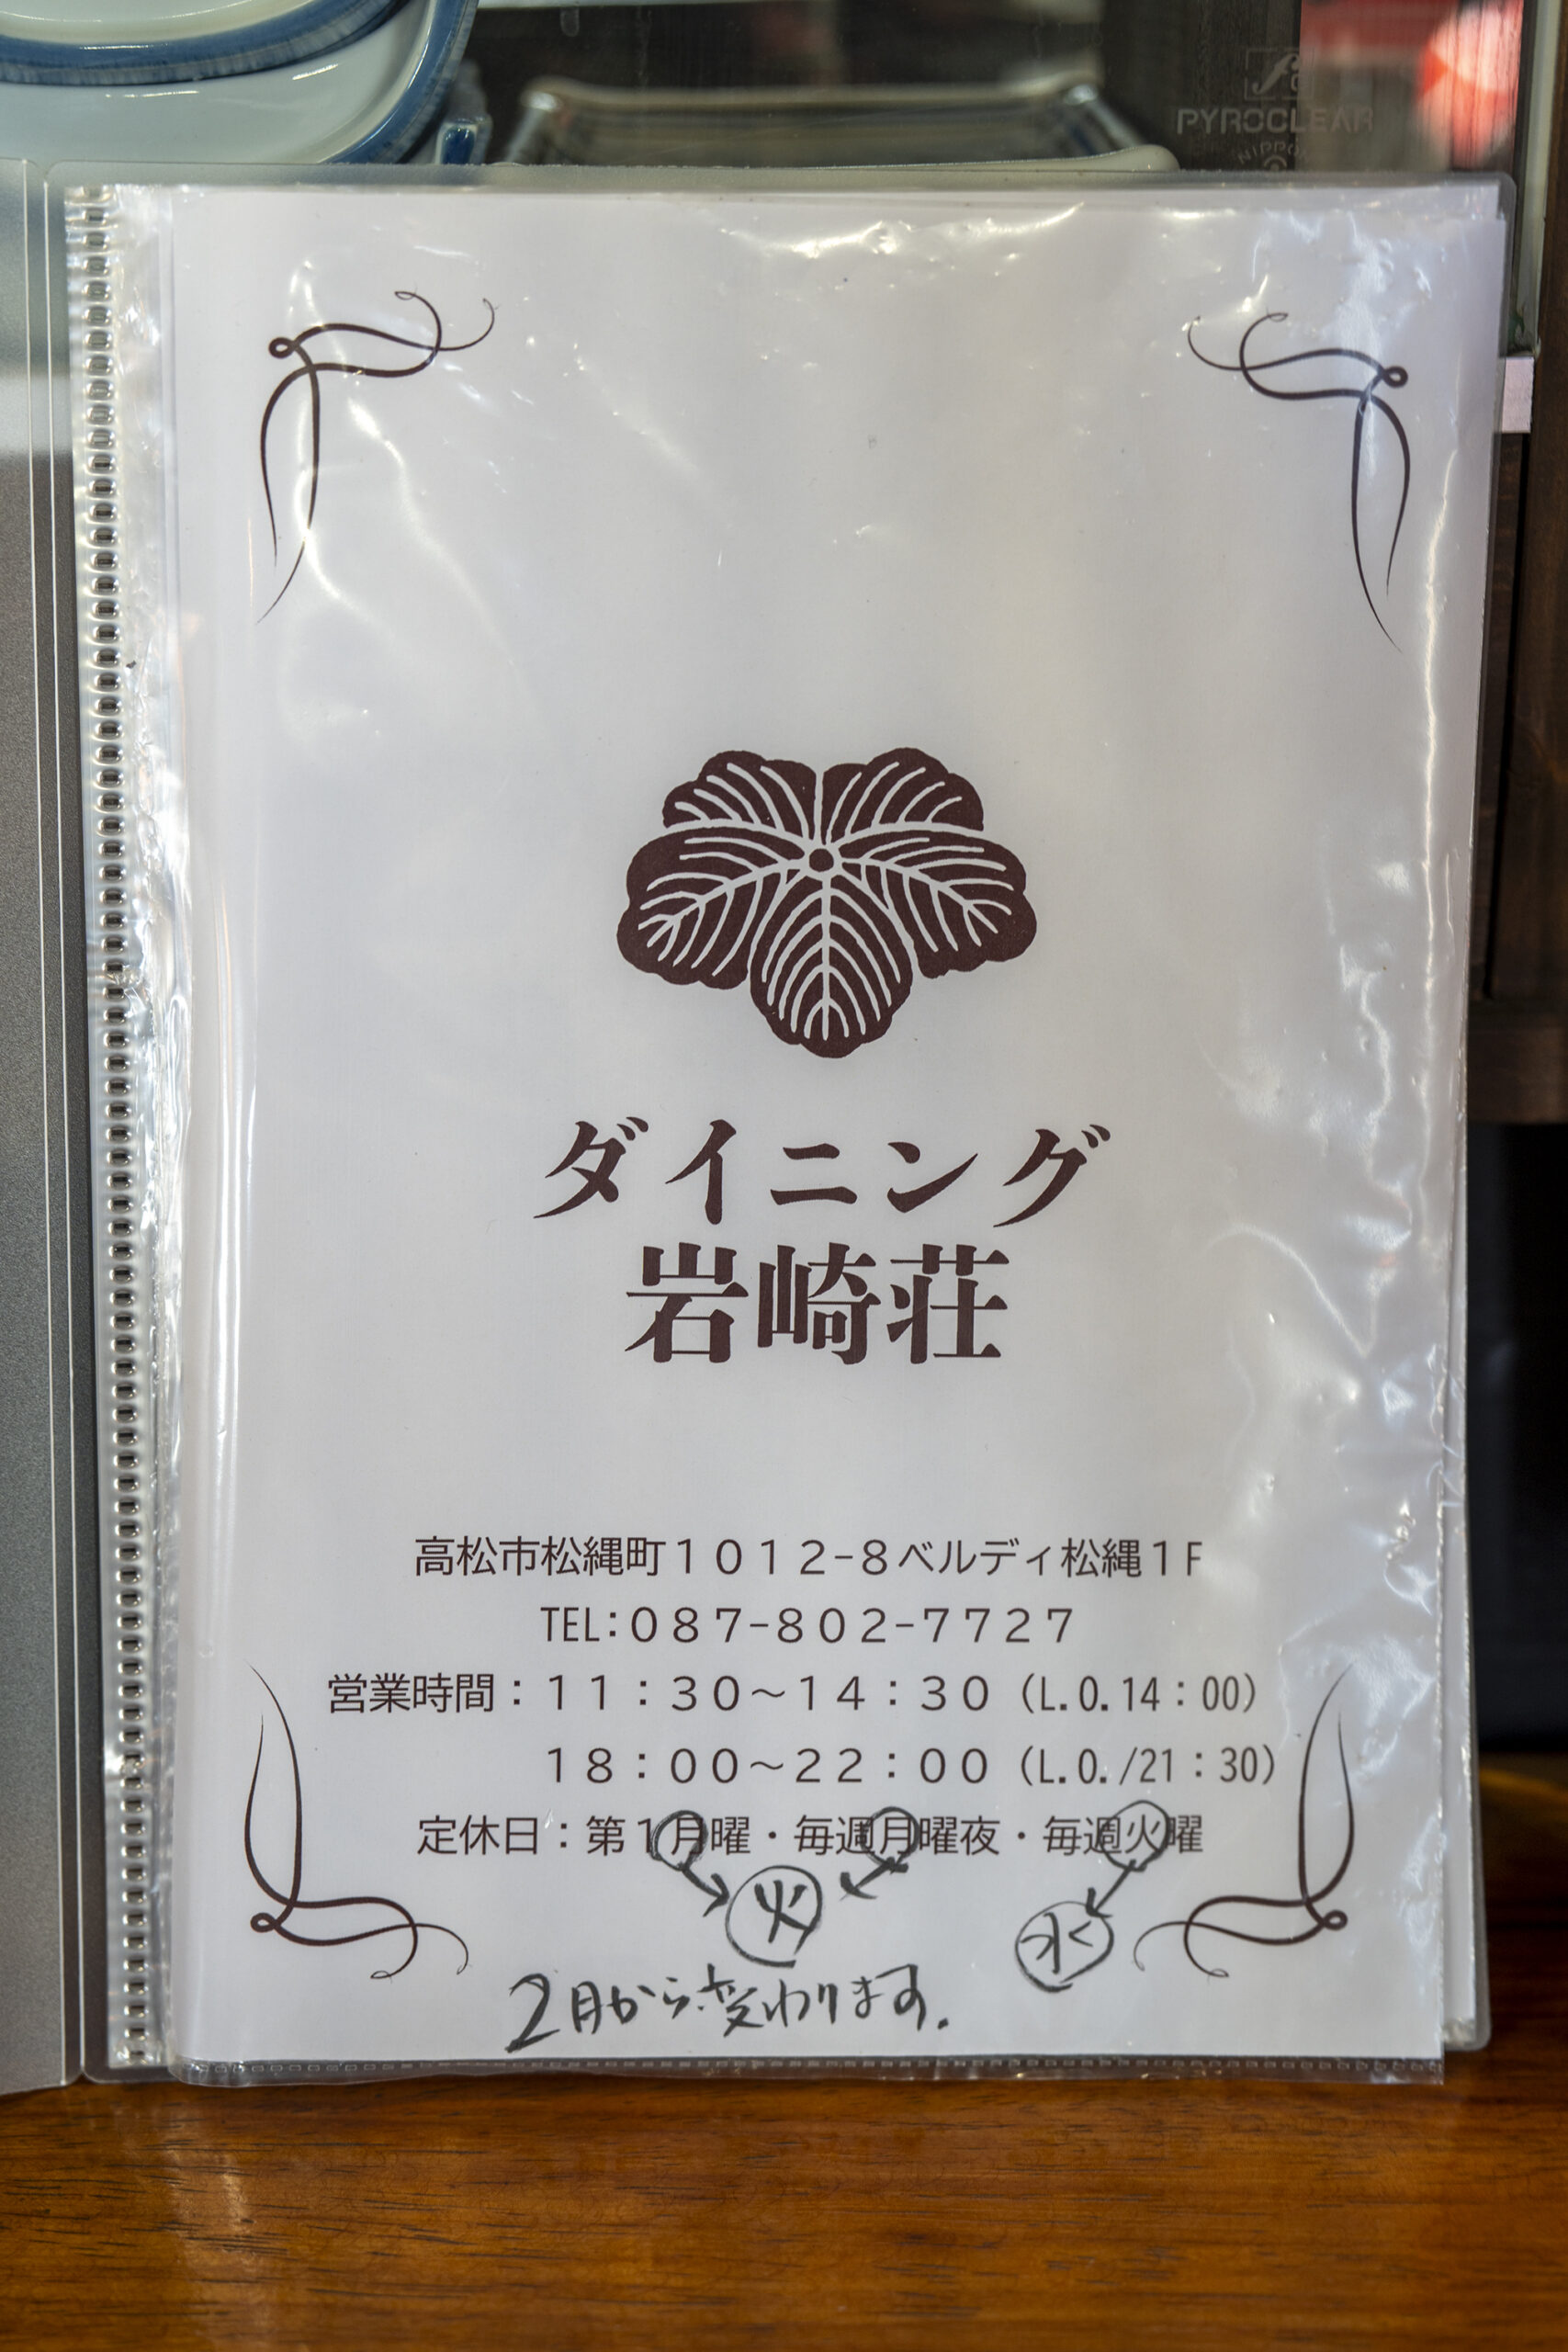 PYROCLEAR
NIPPON
ダイニング
岩崎荘
高松市松縄町１０１２-８ベルディ松縄１F
TEL:０８７-８０２-７７２７
営業時間：１１：３０～１４：３０（L.O.14：00）
１８：００～２２：００（L.O./21：30）
定休日：第１月曜・毎週月曜夜・毎週火曜
火
水
2月から変わります.